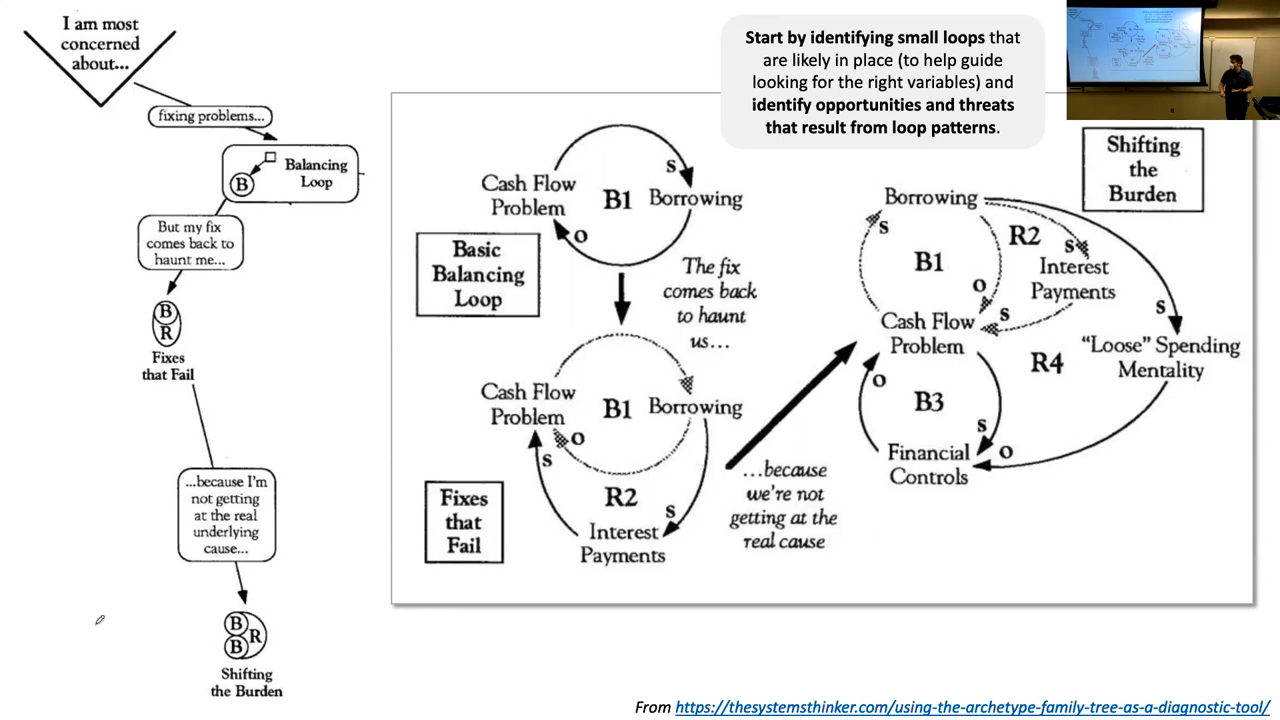 I am most
concerned
about...
fixing problems...
Balancing
Loop
B
But my fix
comes back to
haunt me...
B
R
Fixes
that Fail
...because I'm
not getting
at the real
underlying
cause...
B
R
B
Shifting
the Burden
Start by identifying small loops that
are likely in place (to help guide
looking for the right variables) and
identify opportunities and threats
that result from loop patterns.
Cash Flow
Problem
B1
Borrowing
s
o
Basic
Balancing
Loop
The fix
comes back
to haunt
us...
Cash Flow
Problem
B1
Borrowing
o
s
R2
s
Interest
Payments
Fixes
that
Fail
...because
we're not
getting at the
real cause
Shifting
the
Burden
Borrowing
s
B1
R2
s
Interest
Payments
o
s
s
Cash Flow
Problem
"Loose" Spending
Mentality
R4
o
B3
s
o
Financial
Controls
From https://thesystemsthinker.com/using-the-archetype-family-tree-as-a-diagnostic-tool/